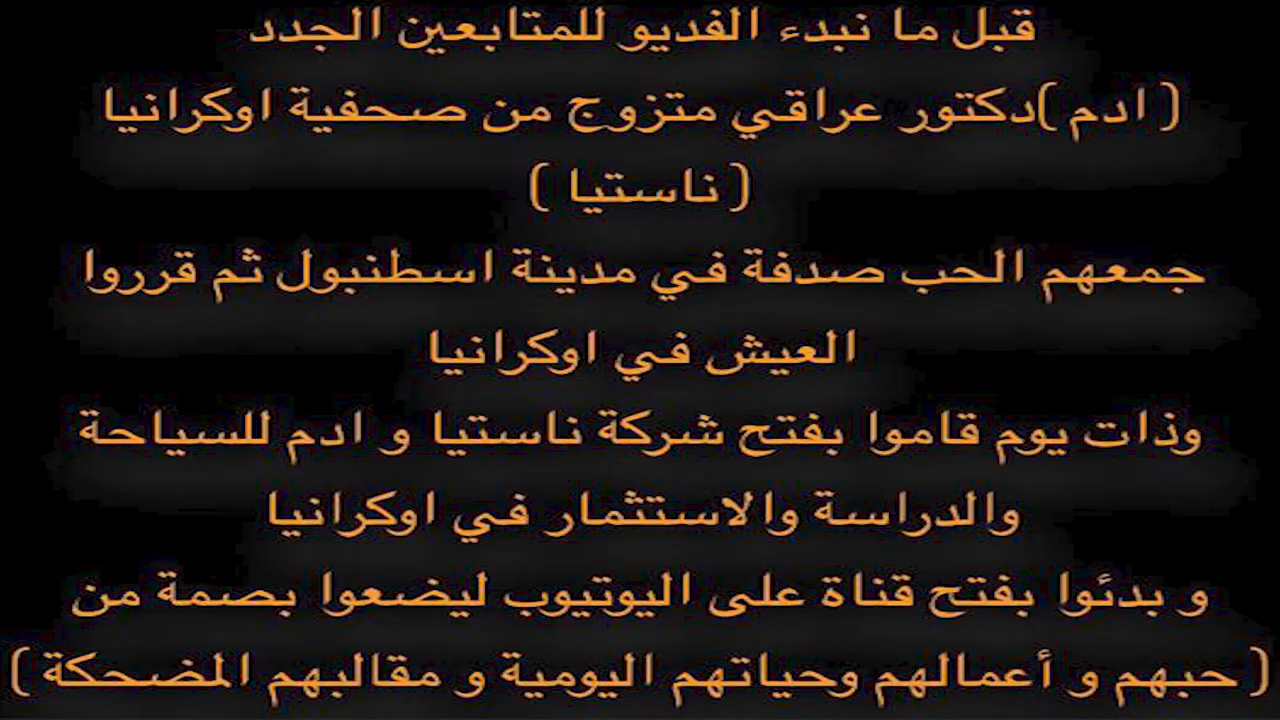 قبل ما نبدء الفديو للمتابعين الجدد
( ادم )دكتور عراقي متزوج من صحفية اوكرانيا
( ناستيا )
جمعهم الحب صدفة في مدينة اسطنبول ثم قرروا
العيش في اوكرانيا
وذات يوم قاموا بفتح شركة ناستيا و ادم للسياحة
والدراسة والاستثمار في اوكرانيا
و بدئوا بفتح قناة على اليوتيوب ليضعوا بصمة من
( حبهم و أعمالهم وحياتهم اليومية و مقالبهم المضحكة )